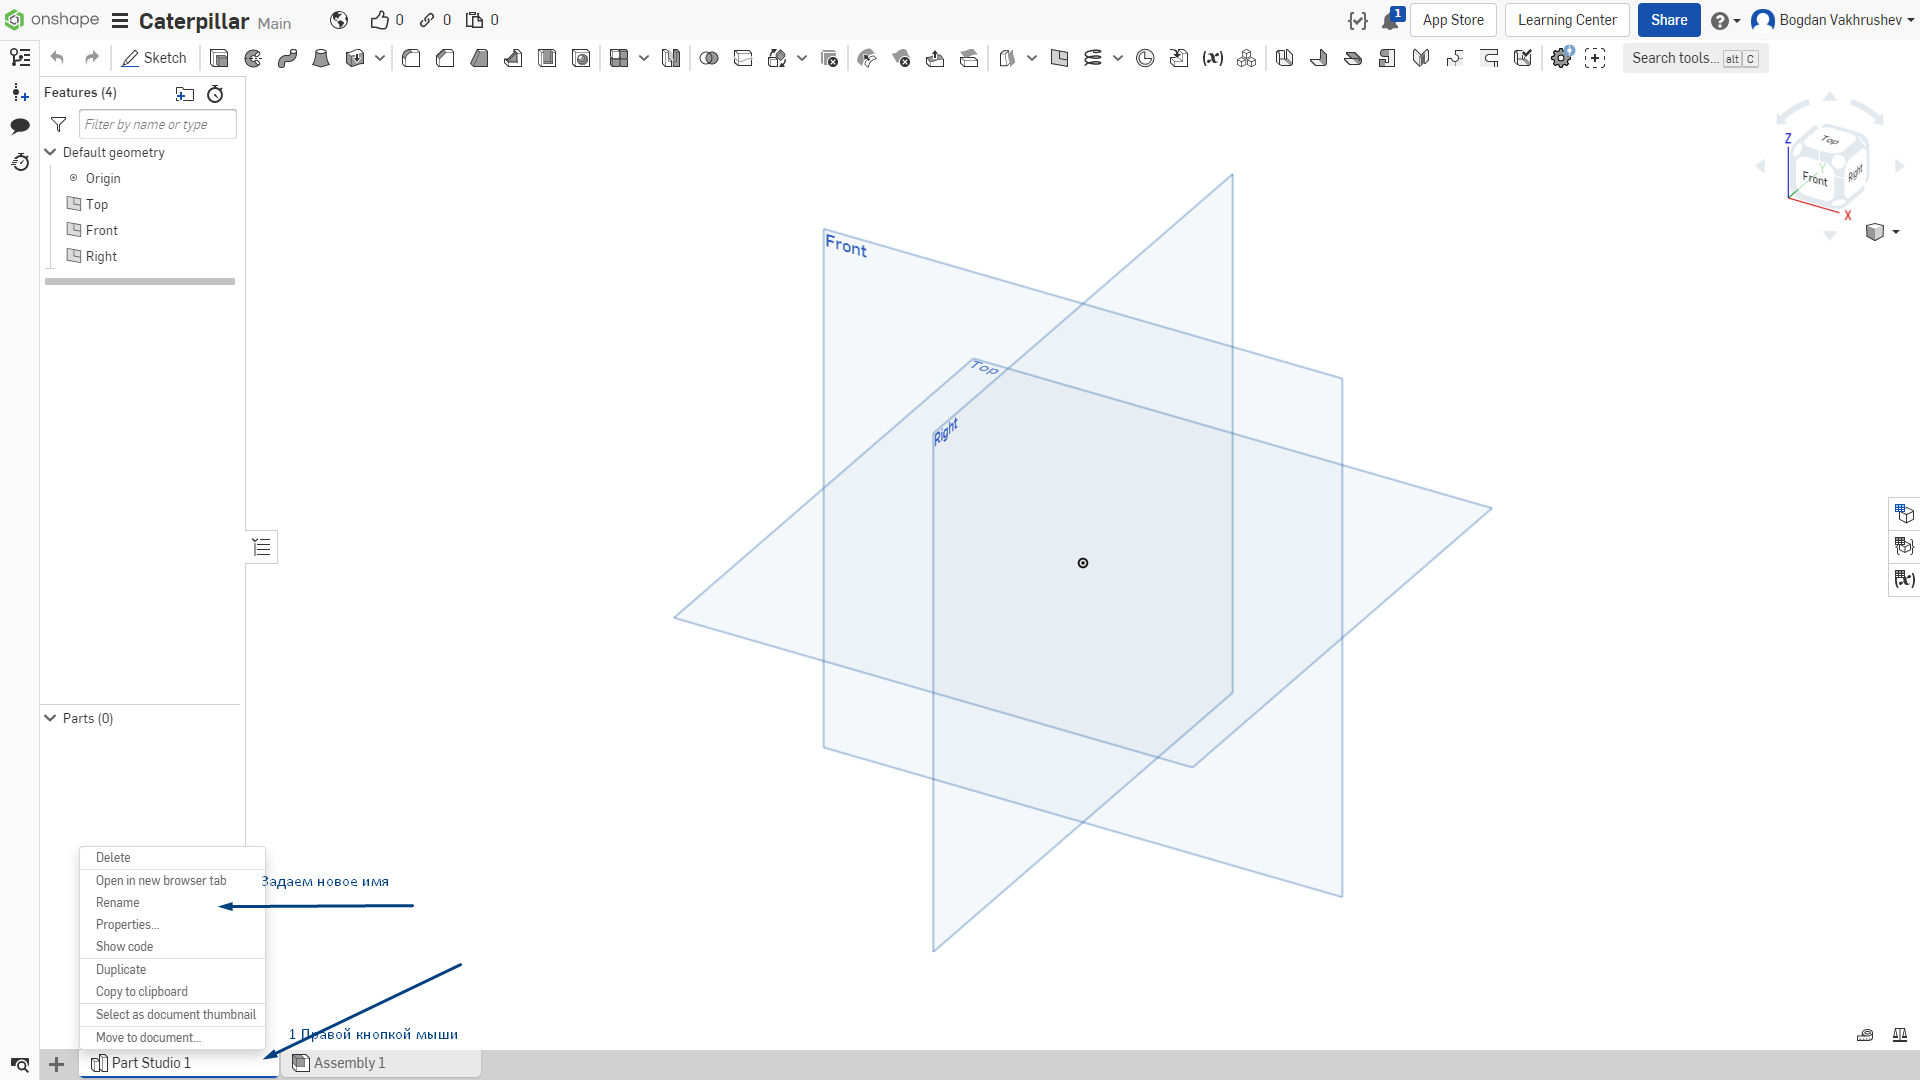 onshape Caterpillar Main 0 0 0 1 App Store Learning Center Share Bogdan Vakhrushev
Sketch (x) Search tools... alt C
Features (4)
Filter by name or type
Default geometry
Origin
Top
Front
Right
Front
Top
Right
Z
Top
Y
Front
Right
X
(x)
Parts (0)
Delete
Open in new browser tab
Rename
Properties...
Show code
Duplicate
Copy to clipboard
Select as document thumbnail
Move to document...
Задаем новое имя
1 Правой кнопкой мыши
Part Studio 1
Assembly 1